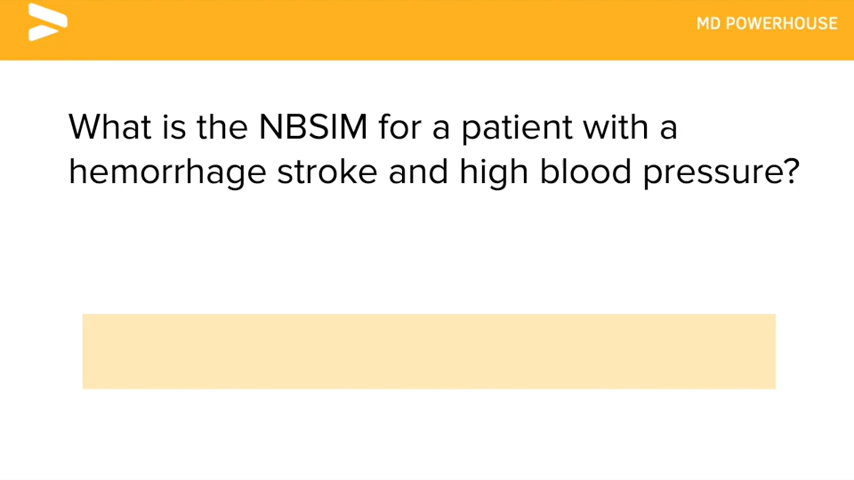 MD POWERHOUSE
What is the NBSIM for a patient with a
hemorrhage stroke and high blood pressure?